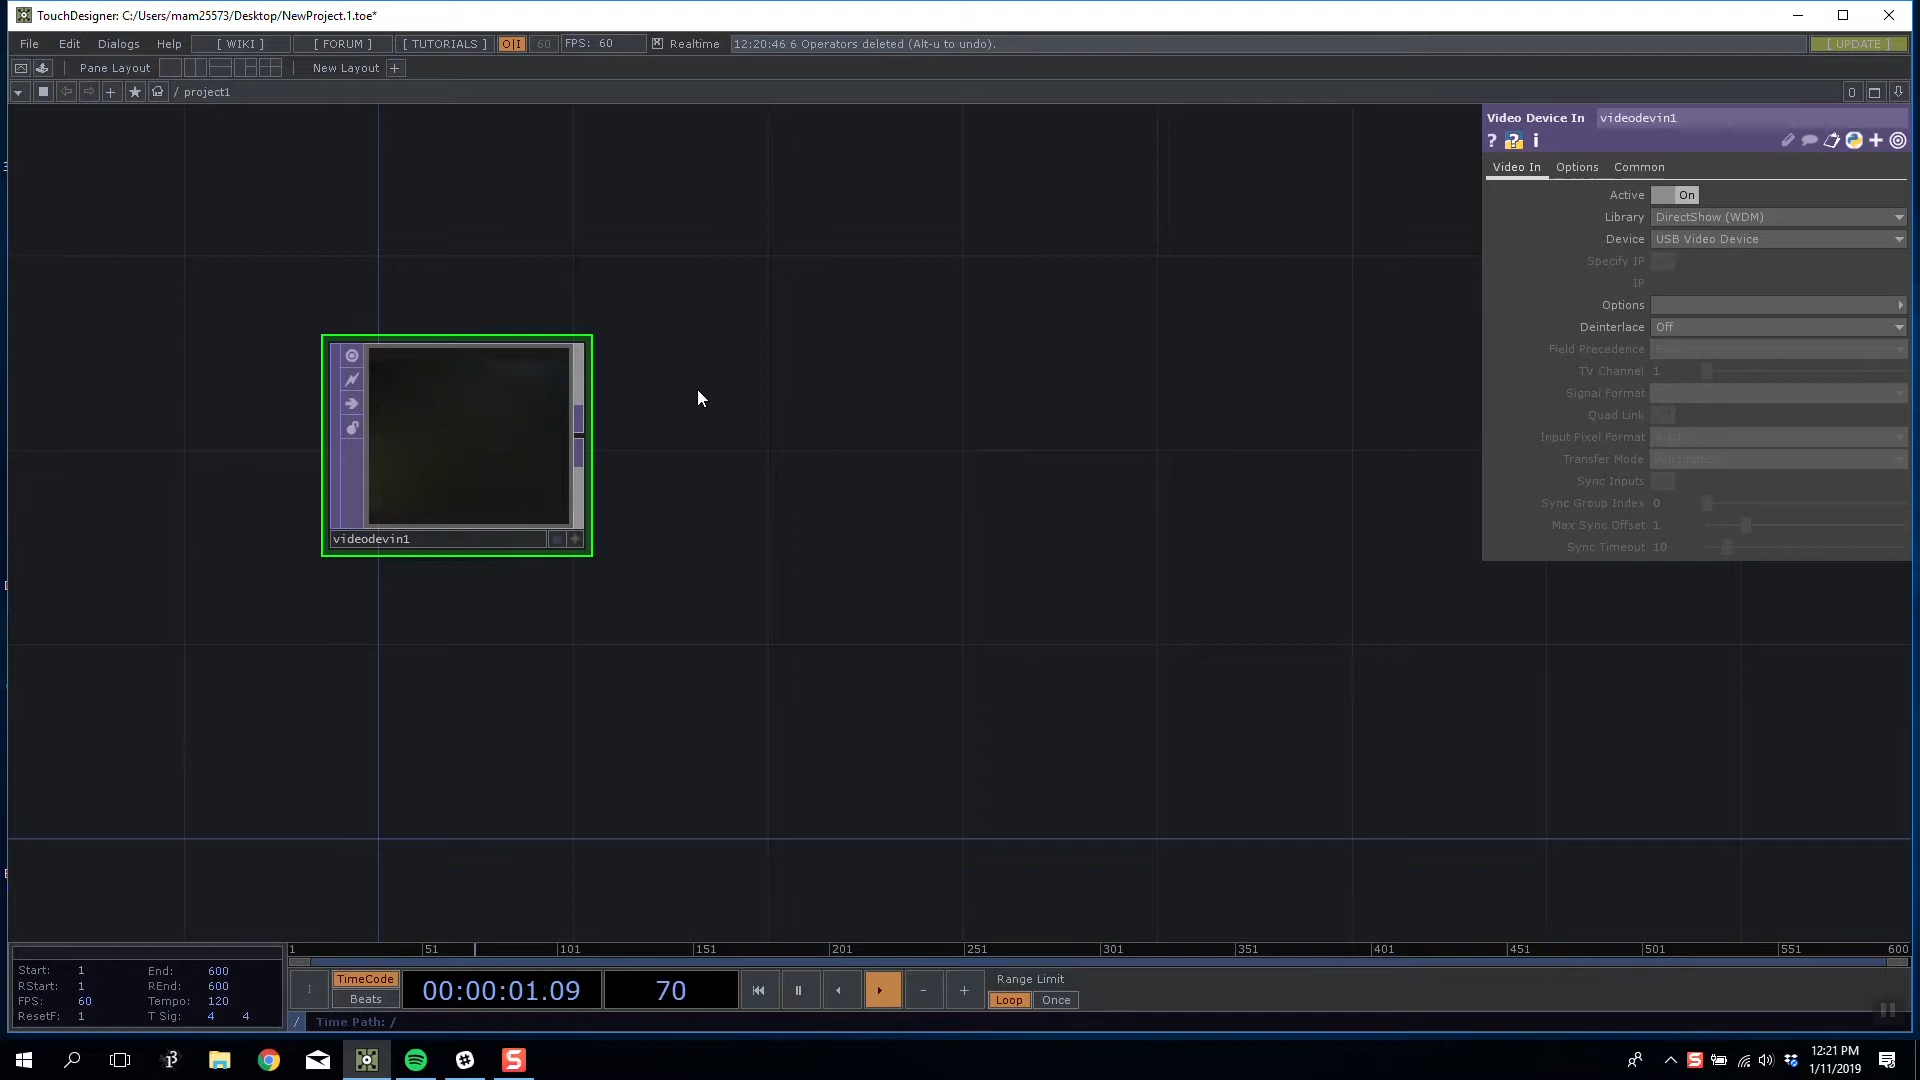 TouchDesigner: C:/Users/mam25573/Desktop/NewProject.1.toe*
File Edit Dialogs Help [ WIKI ] [ FORUM ] [ TUTORIALS ] O|I 60 FPS: 60 Realtime 12:20:46 6 Operators deleted (Alt-u to undo). [ UPDATE ]
Pane Layout New Layout +
/ project1 0
Video Device In videodevin1
Video In Options Common
Active On
Library DirectShow (WDM)
Device USB Video Device
Specify IP
IP
Options
Deinterlace Off
Field Precedence
TV Channel 1
Signal Format
Quad Link
Input Pixel Format
Transfer Mode
Sync Inputs
Sync Group Index 0
Max Sync Offset 1
Sync Timeout 10
videodevin1
1 51 101 151 201 251 301 351 401 451 501 551 600
Start: 1 End: 600
RStart: 1 REnd: 600
FPS: 60 Tempo: 120
ResetF: 1 T Sig: 4 4
TimeCode
Beats
00:00:01.09 70
Range Limit
Loop Once
/ Time Path: /
12:21 PM
1/11/2019